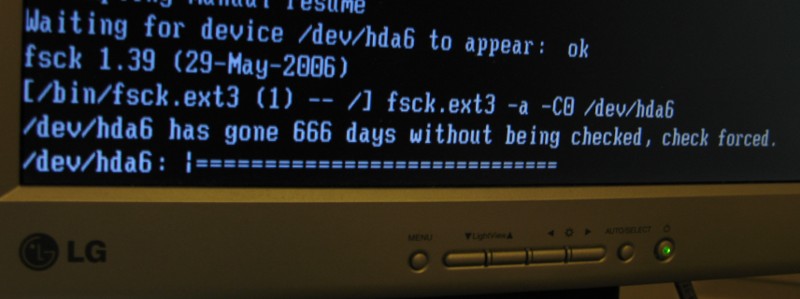 manual resume
Waiting for device /dev/hda6 to appear: ok
fsck 1.39 (29-May-2006)
[/bin/fsck.ext3 (1) -- /] fsck.ext3 -a -C0 /dev/hda6
/dev/hda6 has gone 666 days without being checked, check forced.
/dev/hda6: |==============================
LG
MENU
▼LightView▲
◀ ▶
AUTO/SELECT